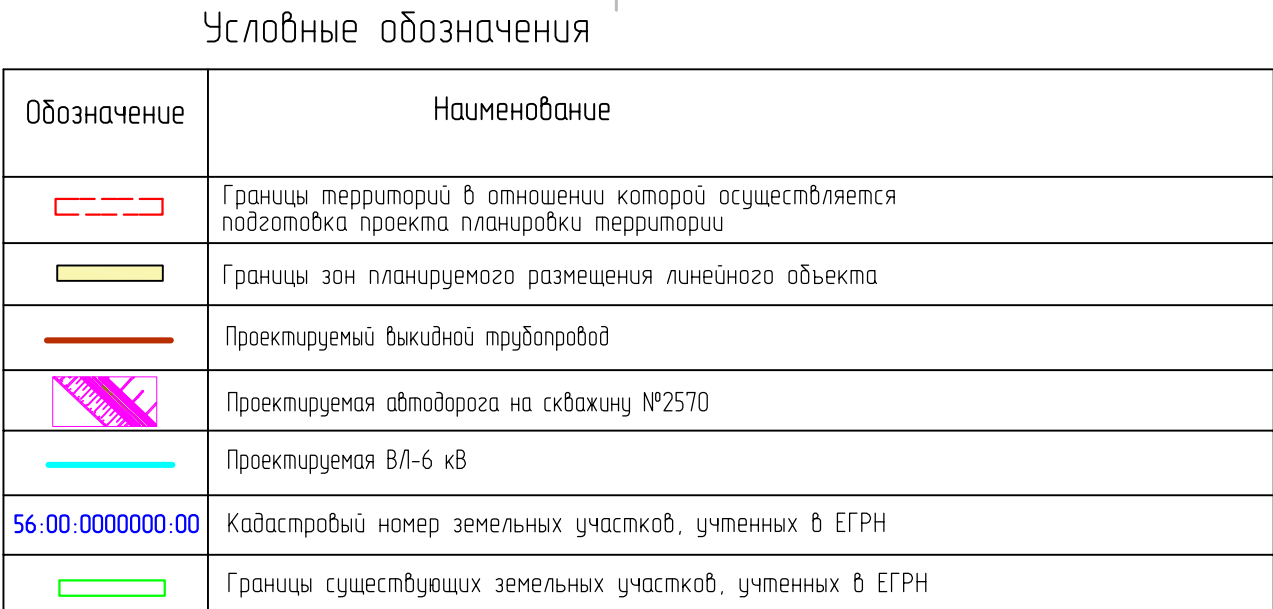 Условные обозначения
Обозначение
Наименование
Границы территорий в отношении которой осуществляется
подготовка проекта планировки территории
Границы зон планируемого размещения линейного объекта
Проектируемый выкидной трубопровод
Проектируемая автодорога на скважину №2570
Проектируемая ВЛ-6 кВ
56:00:0000000:00
Кадастровый номер земельных участков, учтенных в ЕГРН
Границы существующих земельных участков, учтенных в ЕГРН